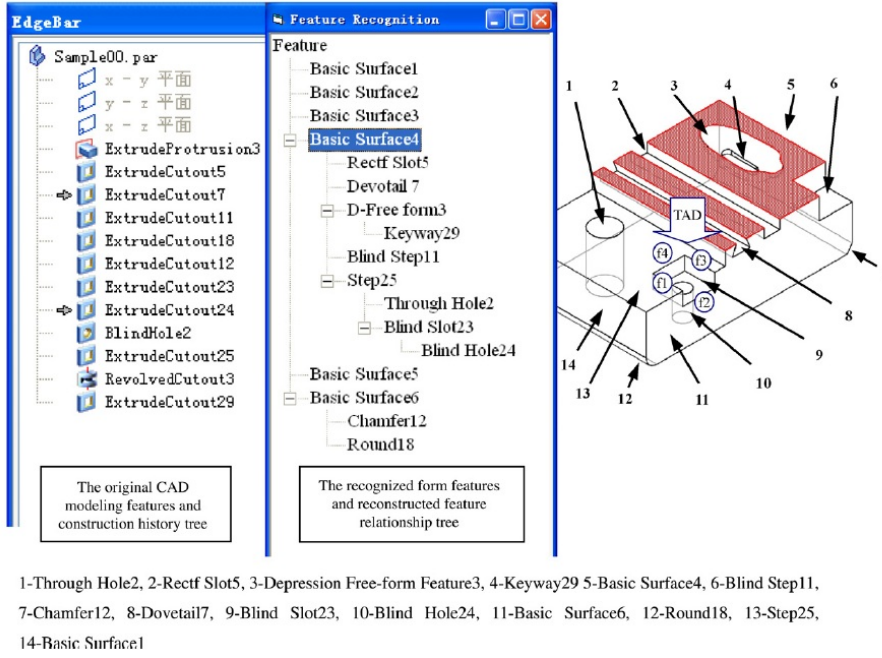 EdgeBar
Sample00.par
x - y 平面
y - z 平面
x - z 平面
ExtrudeProtrusion3
ExtrudeCutout5
ExtrudeCutout7
ExtrudeCutout11
ExtrudeCutout18
ExtrudeCutout12
ExtrudeCutout23
ExtrudeCutout24
BlindHole2
ExtrudeCutout25
RevolvedCutout3
ExtrudeCutout29
The original CAD
modeling features and
construction history tree
Feature Recognition
Feature
Basic Surface1
Basic Surface2
Basic Surface3
Basic Surface4
Rectf Slot5
Devotail 7
D-Free form3
Keyway29
Blind Step11
Step25
Through Hole2
Blind Slot23
Blind Hole24
Basic Surface5
Basic Surface6
Chamfer12
Round18
The recognized form features
and reconstructed feature
relationship tree
1 2 3 4 5 6
TAD
f4 f3
f1 f2
8
9
14 13 12 11 10
1-Through Hole2, 2-Rectf Slot5, 3-Depression Free-form Feature3, 4-Keyway29 5-Basic Surface4, 6-Blind Step11,
7-Chamfer12, 8-Dovetail7, 9-Blind Slot23, 10-Blind Hole24, 11-Basic Surface6, 12-Round18, 13-Step25,
14-Basic Surface1